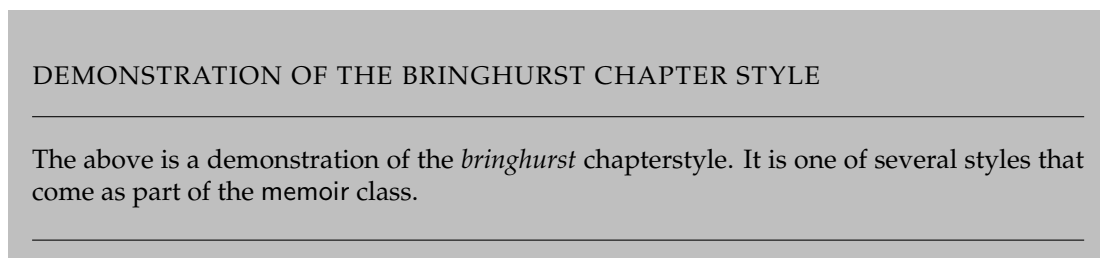 DEMONSTRATION OF THE BRINGHURST CHAPTER STYLE
The above is a demonstration of the bringhurst chapterstyle. It is one of several styles that
come as part of the memoir class.